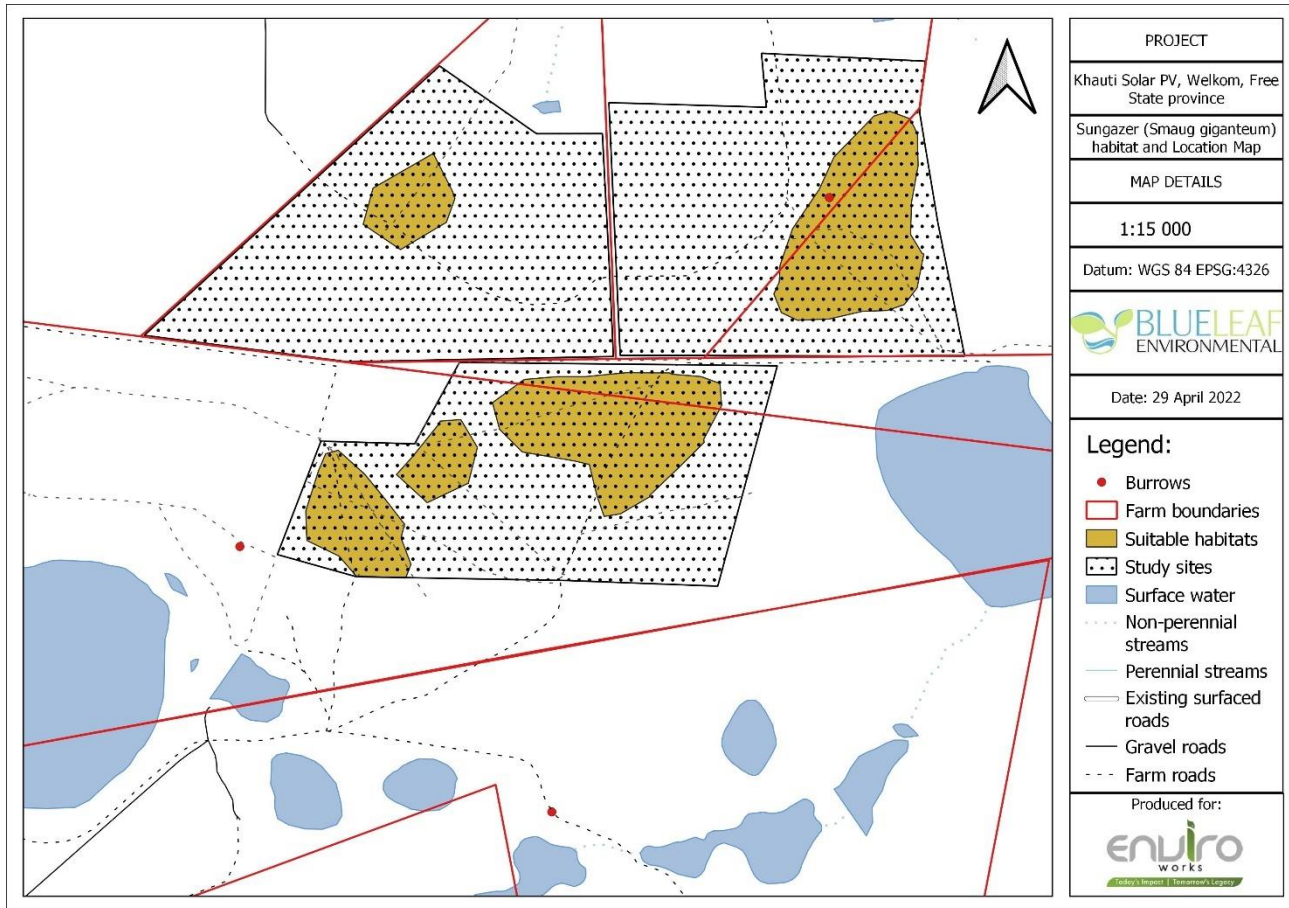 PROJECT
Khauti Solar PV, Welkom, Free
State province
Sungazer (Smaug giganteum)
habitat and Location Map
MAP DETAILS
1:15 000
Datum: WGS 84 EPSG:4326
BLUELEAF
ENVIRONMENTAL
Date: 29 April 2022
Legend:
Burrows
Farm boundaries
Suitable habitats
Study sites
Surface water
Non-perennial
streams
Perennial streams
Existing surfaced
roads
Gravel roads
Farm roads
Produced for:
enviro
works
Today's Impact | Tomorrow's Legacy